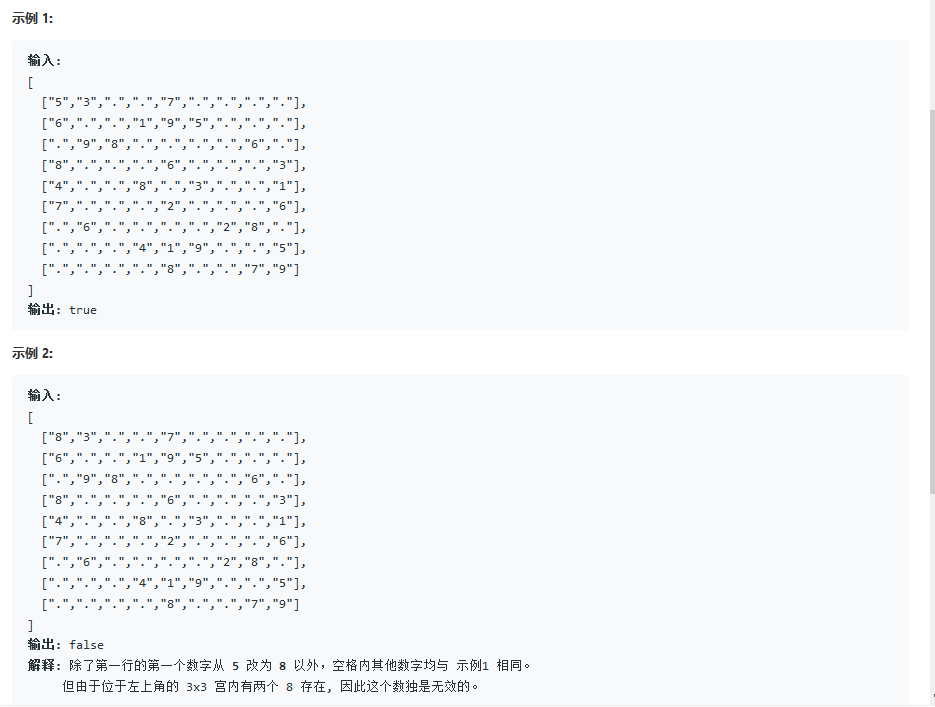 示例 1:
输入:
[
["5","3",".",".","7",".",".",".","."],
["6",".",".","1","9","5",".",".","."],
[".","9","8",".",".",".",".","6","."],
["8",".",".",".","6",".",".",".","3"],
["4",".",".","8",".","3",".",".","1"],
["7",".",".",".","2",".",".",".","6"],
[".","6",".",".",".",".","2","8","."],
[".",".",".","4","1","9",".",".","5"],
[".",".",".",".","8",".",".","7","9"]
]
输出: true
示例 2:
输入:
[
["8","3",".",".","7",".",".",".","."],
["6",".",".","1","9","5",".",".","."],
[".","9","8",".",".",".",".","6","."],
["8",".",".",".","6",".",".",".","3"],
["4",".",".","8",".","3",".",".","1"],
["7",".",".",".","2",".",".",".","6"],
[".","6",".",".",".",".","2","8","."],
[".",".",".","4","1","9",".",".","5"],
[".",".",".",".","8",".",".","7","9"]
]
输出: false
解释: 除了第一行的第一个数字从 5 改为 8 以外，空格内其他数字均与 示例1 相同。
但由于位于左上角的 3x3 宫内有两个 8 存在, 因此这个数独是无效的。